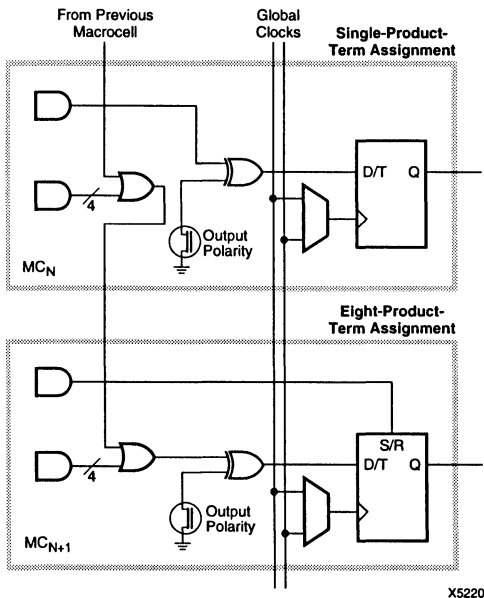 From Previous
Macrocell
Global
Clocks
Single-Product-
Term Assignment
D/T Q
4
Output
Polarity
MCN
Eight-Product-
Term Assignment
S/R
D/T Q
4
Output
Polarity
MCN+1
X5220